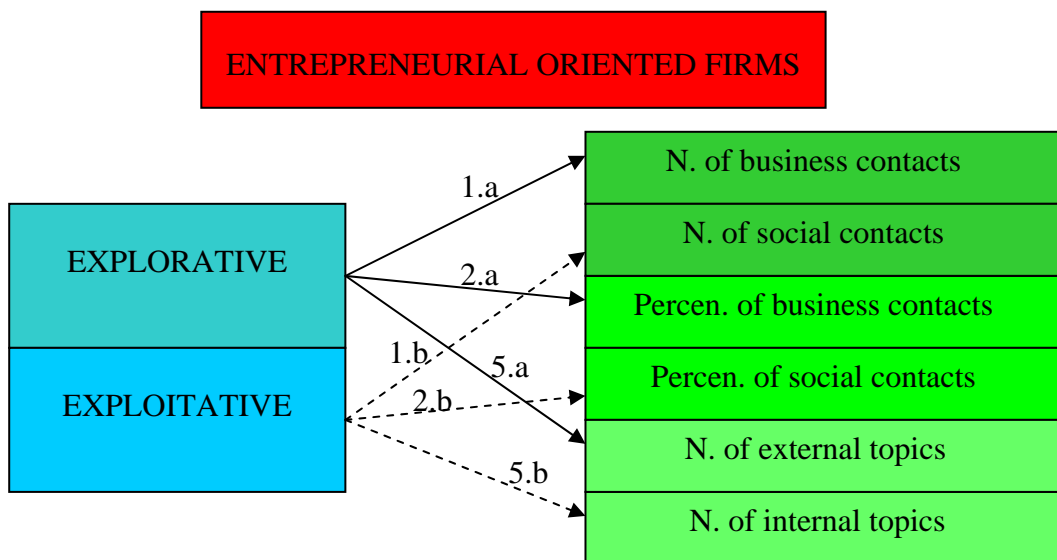 ENTREPRENEURIAL ORIENTED FIRMS
N. of business contacts
1.a
N. of social contacts
EXPLORATIVE
2.a
Percen. of business contacts
1.b
5.a
Percen. of social contacts
EXPLOITATIVE
2.b
N. of external topics
5.b
N. of internal topics